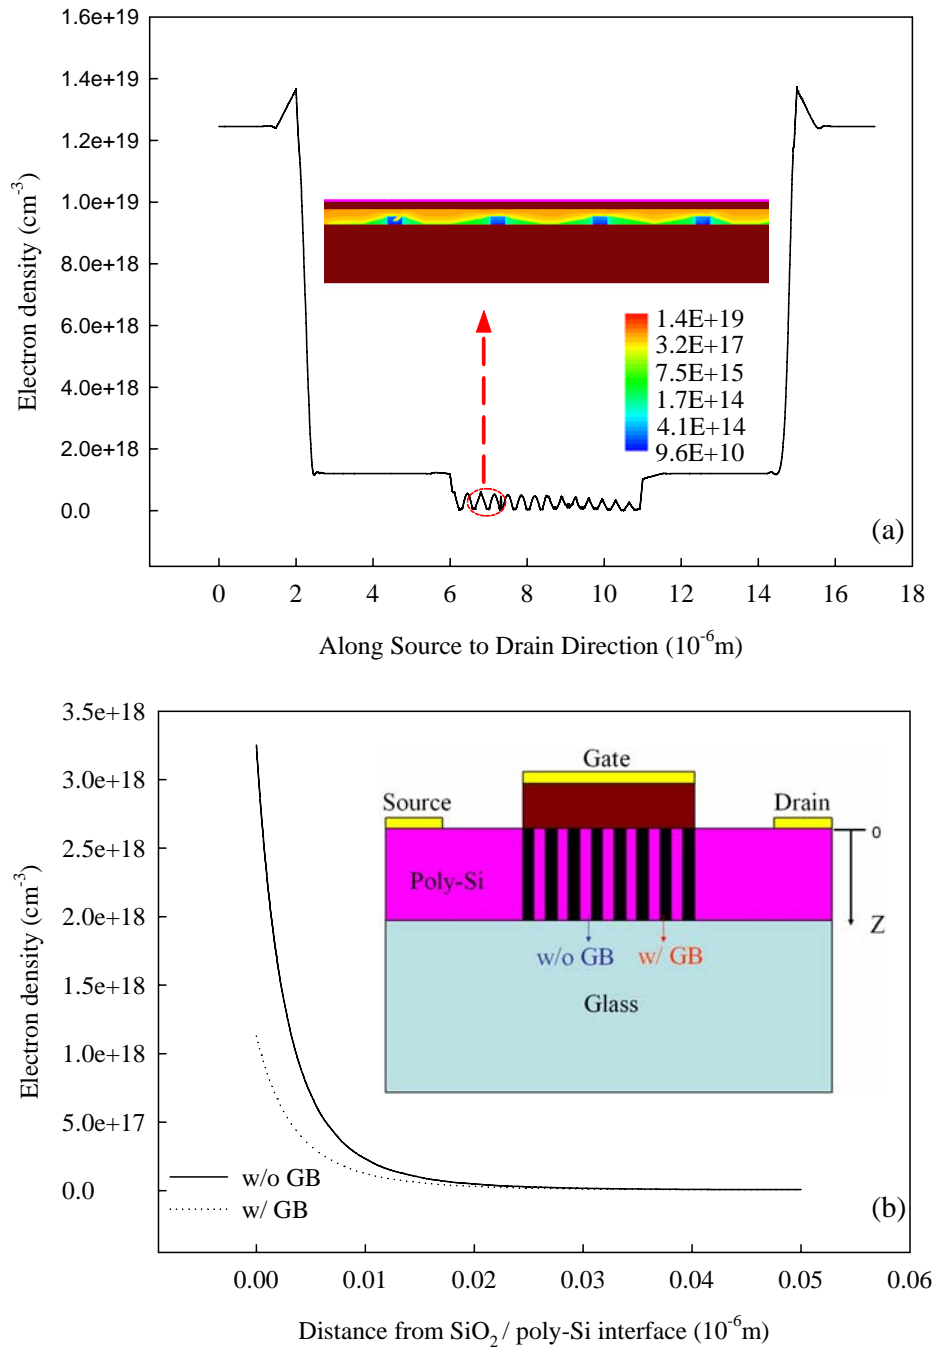 1.6e+19
1.4e+19
1.2e+19
1.0e+19
8.0e+18
6.0e+18
4.0e+18
2.0e+18
0.0
Electron density (cm⁻³)
1.4E+19
3.2E+17
7.5E+15
1.7E+14
4.1E+14
9.6E+10
(a)
0 2 4 6 8 10 12 14 16 18
Along Source to Drain Direction (10⁻⁶m)
3.5e+18
3.0e+18
2.5e+18
2.0e+18
1.5e+18
1.0e+18
5.0e+17
0.0
Electron density (cm⁻³)
Gate
Source
Drain
0
Poly-Si
Z
w/o GB
w/ GB
Glass
w/o GB
w/ GB
(b)
0.00 0.01 0.02 0.03 0.04 0.05 0.06
Distance from SiO₂ / poly-Si interface (10⁻⁶m)